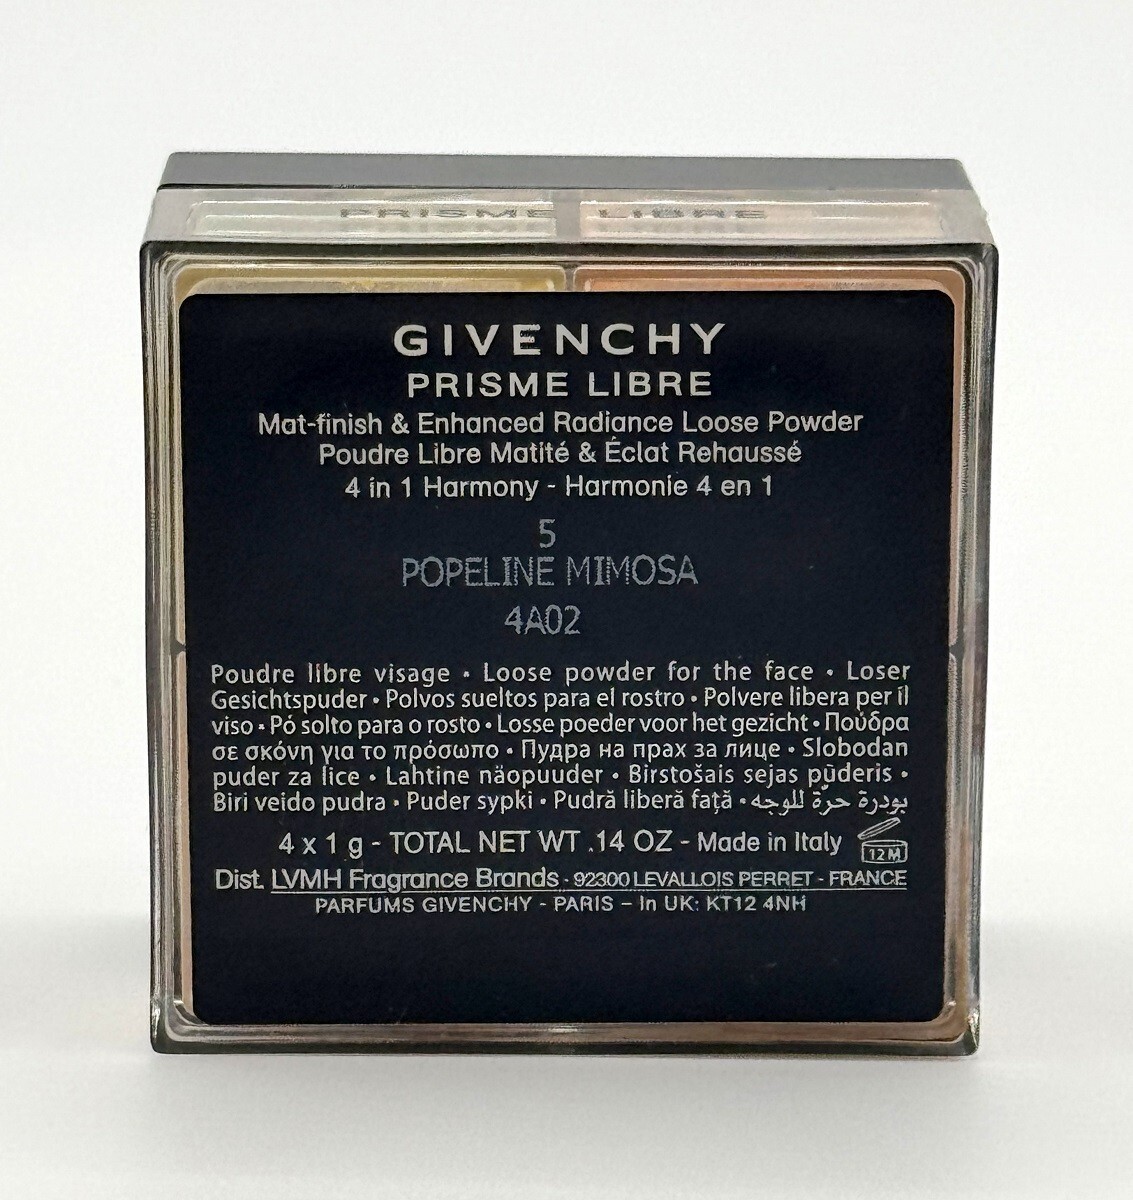 PRISME LIBRE
GIVENCHY
PRISME LIBRE
Mat-finish & Enhanced Radiance Loose Powder
Poudre Libre Matité & Éclat Rehaussé
4 in 1 Harmony - Harmonie 4 en 1
5
POPELINE MIMOSA
4A02
Poudre libre visage • Loose powder for the face • Loser
Gesichtspuder • Polvos sueltos para el rostro • Polvere libera per il
viso • Pó solto para o rosto • Losse poeder voor het gezicht • Πούδρα
σε σκόνη για το πρόσωπο • Пудра на прах за лице • Slobodan
puder za lice • Lahtine näopuuder • Birstošais sejas pūderis •
Biri veido pudra • Puder sypki • Pudră liberă față • بودرة حرّة للوجه
4 x 1 g - TOTAL NET WT .14 OZ - Made in Italy
12 M
Dist. LVMH Fragrance Brands - 92300 LEVALLOIS PERRET - FRANCE
PARFUMS GIVENCHY - PARIS – In UK: KT12 4NH